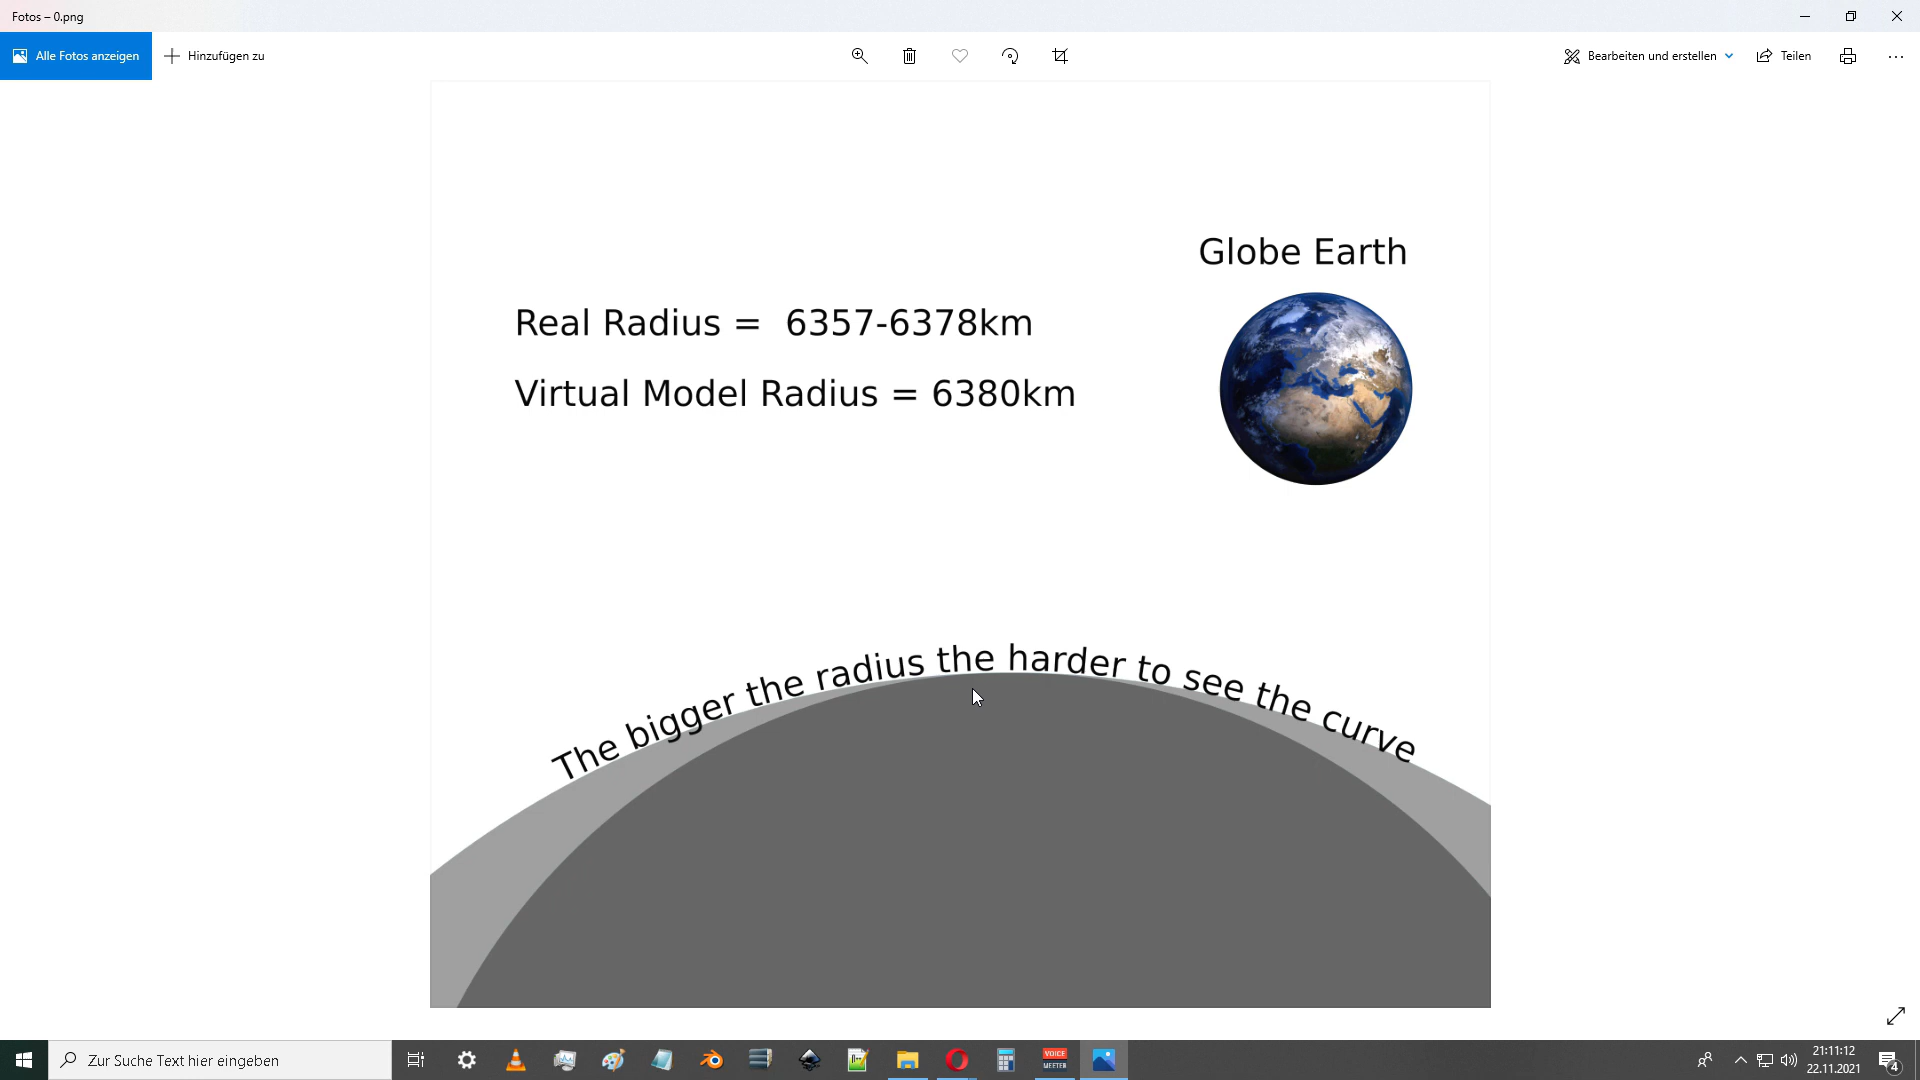 Fotos – 0.png
Alle Fotos anzeigen
Hinzufügen zu
Bearbeiten und erstellen
Teilen
Globe Earth
Real Radius = 6357-6378km
Virtual Model Radius = 6380km
The bigger the radius the harder to see the curve
Zur Suche Text hier eingeben
VOICE
MEETER
21:11:12
22.11.2021
4